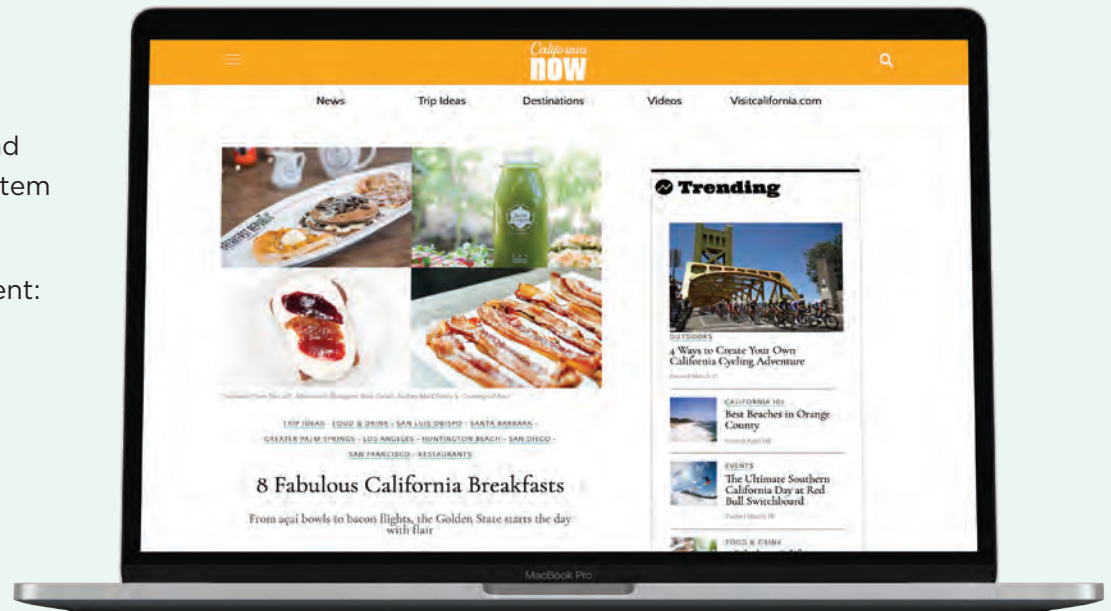 nd
tem
ent:
California
now
News Trip Ideas Destinations Videos Visitcalifornia.com
Trending
OUTDOORS
4 Ways to Create Your Own
California Cycling Adventure
CALIFORNIA 101
Best Beaches in Orange
County
EVENTS
The Ultimate Southern
California Day at Red
Bull Switchboard
FOOD & DRINK
TRIP IDEAS - FOOD & DRINK - SAN LUIS OBISPO - SANTA BARBARA -
GREATER PALM SPRINGS - LOS ANGELES - HUNTINGTON BEACH - SAN DIEGO -
SAN FRANCISCO - RESTAURANTS
8 Fabulous California Breakfasts
From açaí bowls to bacon flights, the Golden State starts the day
with flair
MacBook Pro